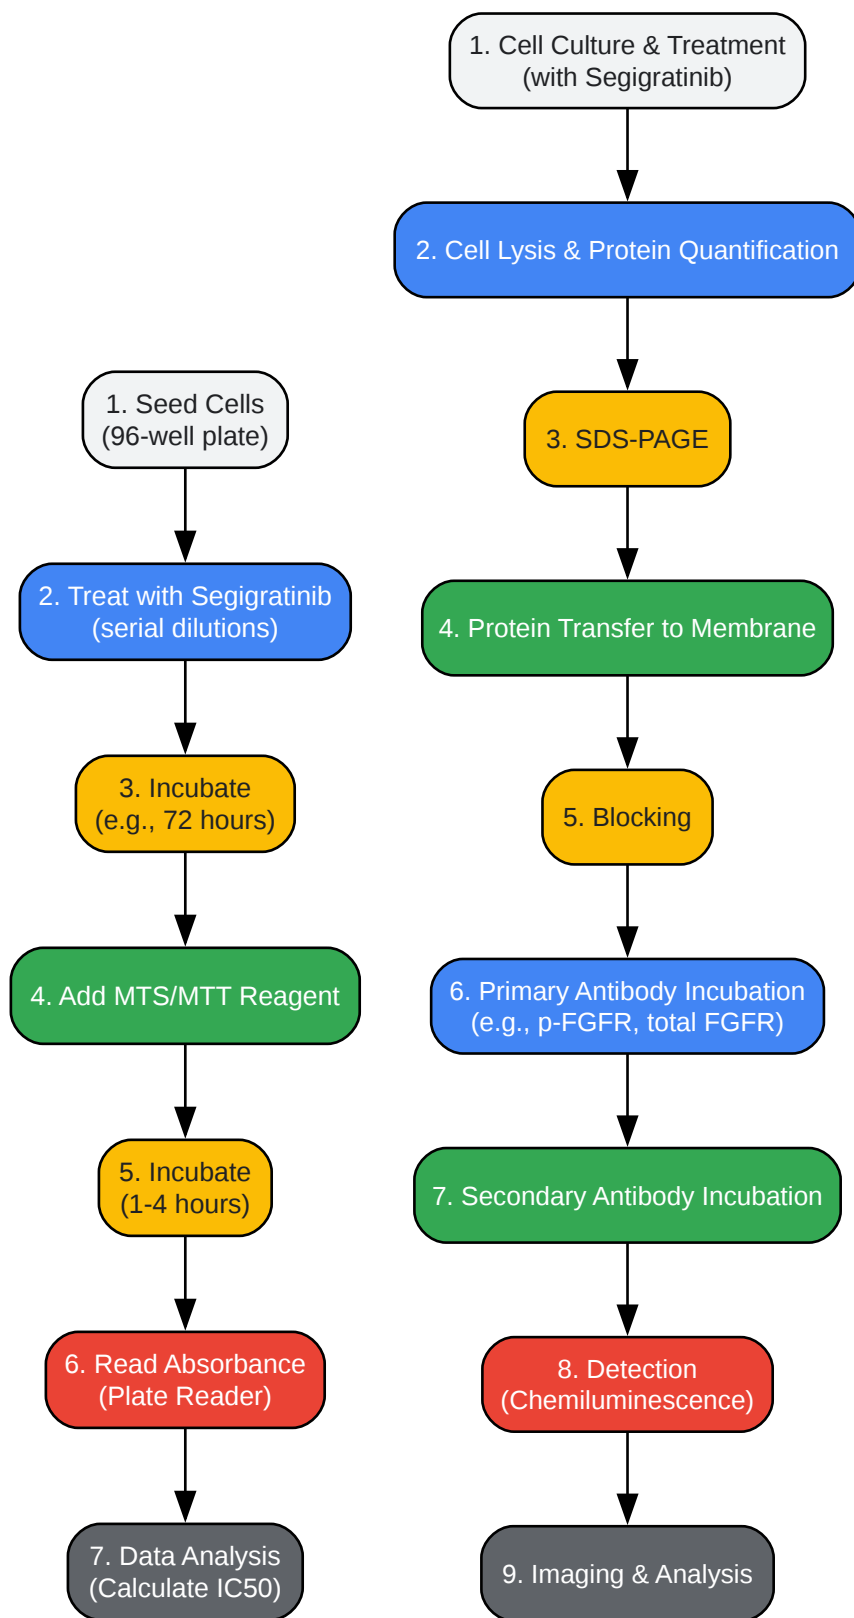 1. Seed Cells
(96-well plate)
2. Treat with Segigratinib
(serial dilutions)
3. Incubate
(e.g., 72 hours)
4. Add MTS/MTT Reagent
5. Incubate
(1-4 hours)
6. Read Absorbance
(Plate Reader)
7. Data Analysis
(Calculate IC50)
1. Cell Culture & Treatment
(with Segigratinib)
2. Cell Lysis & Protein Quantification
3. SDS-PAGE
4. Protein Transfer to Membrane
5. Blocking
6. Primary Antibody Incubation
(e.g., p-FGFR, total FGFR)
7. Secondary Antibody Incubation
8. Detection
(Chemiluminescence)
9. Imaging & Analysis